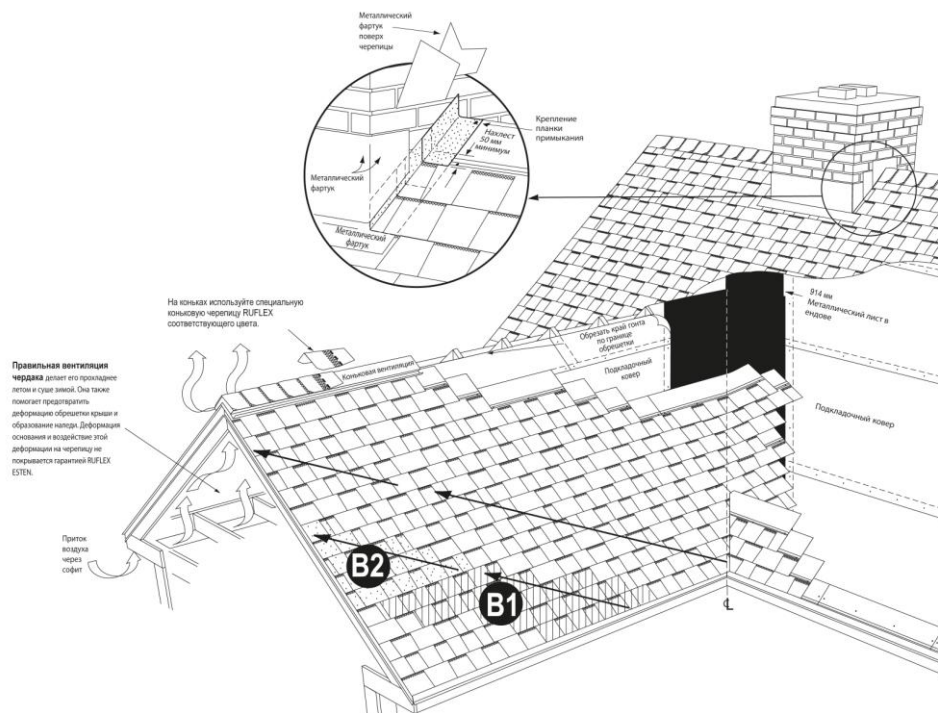 Металлический
фартук
поверх
черепицы
Крепление
планки
примыкания
Нахлест
50 мм
минимум
Металлический
фартук
Металлический
фартук
914 мм
Металлический лист в
ендове
На коньках используйте специальную
коньковую черепицу RUFLEX
соответствующего цвета.
Обрезать край гонта
по границе
обрешетки
Коньковая вентиляция
Подкладочный
ковер
Подкладочный ковер
Правильная вентиляция
чердака делает его прохладнее
летом и суше зимой. Она также
помогает предотвратить
деформацию обрешетки крыши и
образование наледи. Деформация
основания и воздействие этой
деформации на черепицу не
покрывается гарантией RUFLEX
ESTEN.
Приток
воздуха
через
софит
B2
B1
℄